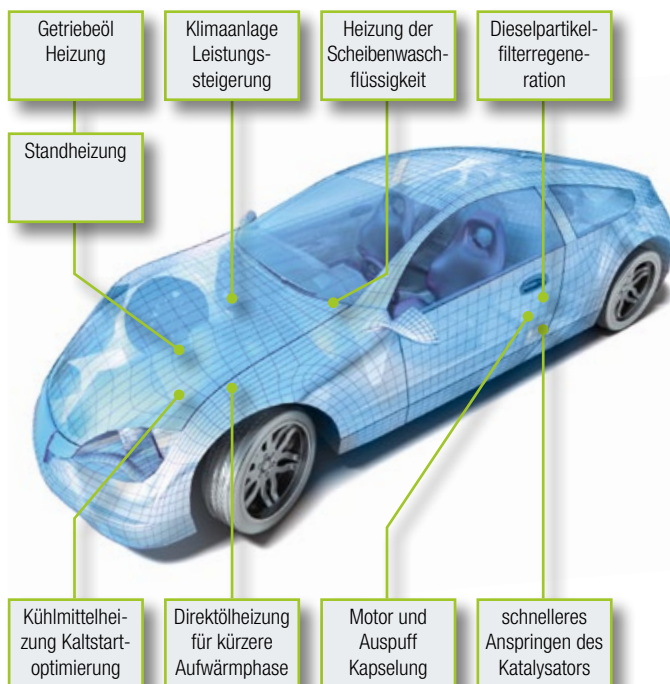 Getriebeöl
Heizung
Klimaanlage
Leistungs-
steigerung
Heizung der
Scheibenwasch-
flüssigkeit
Dieselpartikel-
filterregene-
ration
Standheizung
Kühlmittelhei-
zung Kaltstart-
optimierung
Direktölheizung
für kürzere
Aufwärmphase
Motor und
Auspuff
Kapselung
schnelleres
Anspringen des
Katalysators